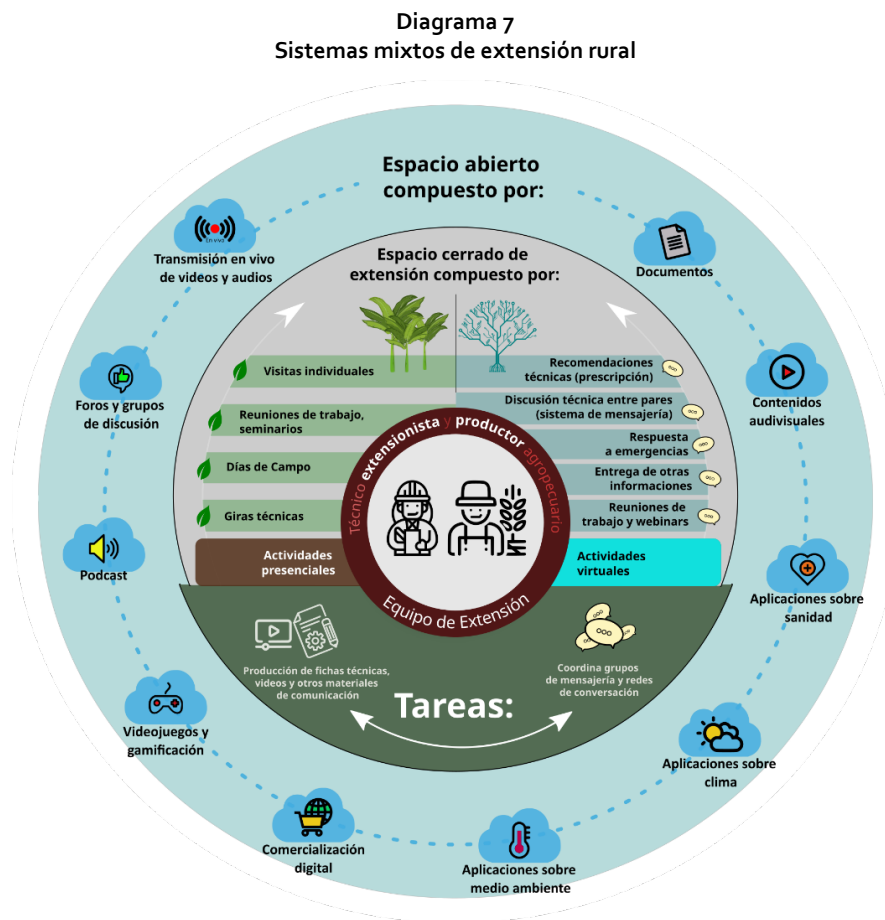 Diagrama 7
Sistemas mixtos de extensión rural
Espacio abierto
compuesto por:
En vivo
Transmisión en vivo
de videos y audios
Documentos
Foros y grupos
de discusión
Contenidos
audivisuales
Podcast
Aplicaciones sobre
sanidad
Videojuegos y
gamificación
Aplicaciones sobre
clima
Comercialización
digital
Aplicaciones sobre
medio ambiente
Espacio cerrado de
extensión compuesto por:
Visitas individuales
Reuniones de trabajo,
seminarios
Días de Campo
Giras técnicas
Actividades
presenciales
Recomendaciones
técnicas (prescripción)
Discusión técnica entre pares
(sistema de mensajería)
Respuesta
a emergencias
Entrega de otras
informaciones
Reuniones de
trabajo y webinars
Actividades
virtuales
Técnico extensionista y productor agropecuario
Equipo de Extensión
Producción de fichas técnicas,
videos y otros materiales
de comunicación
Coordina grupos
de mensajería y redes
de conversación
Tareas: